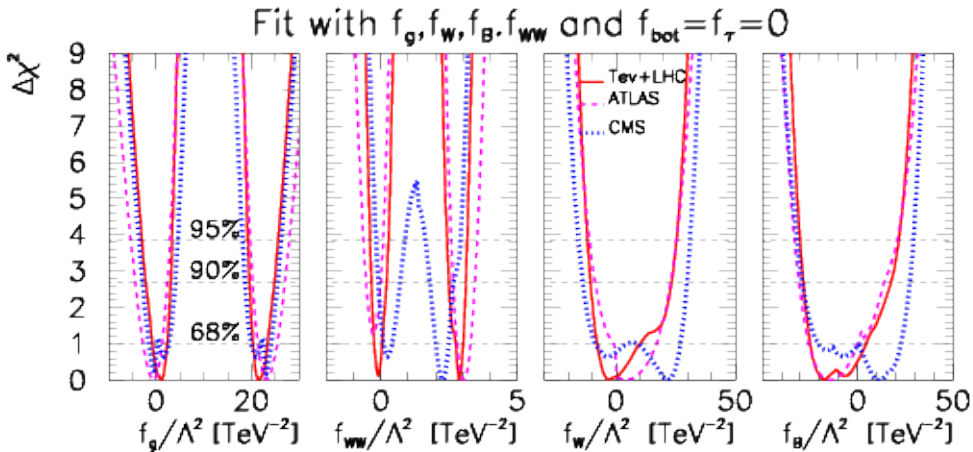 Fit with f_g,f_W,f_B,f_WW and f_bot=f_τ=0
Δχ²
9
8
7
6
5
4
3
2
1
0
95%
90%
68%
Tev+LHC
ATLAS
CMS
0 20
0 5
0 50
0 50
f_g/Λ² [TeV⁻²]
f_WW/Λ² [TeV⁻²]
f_W/Λ² [TeV⁻²]
f_B/Λ² [TeV⁻²]